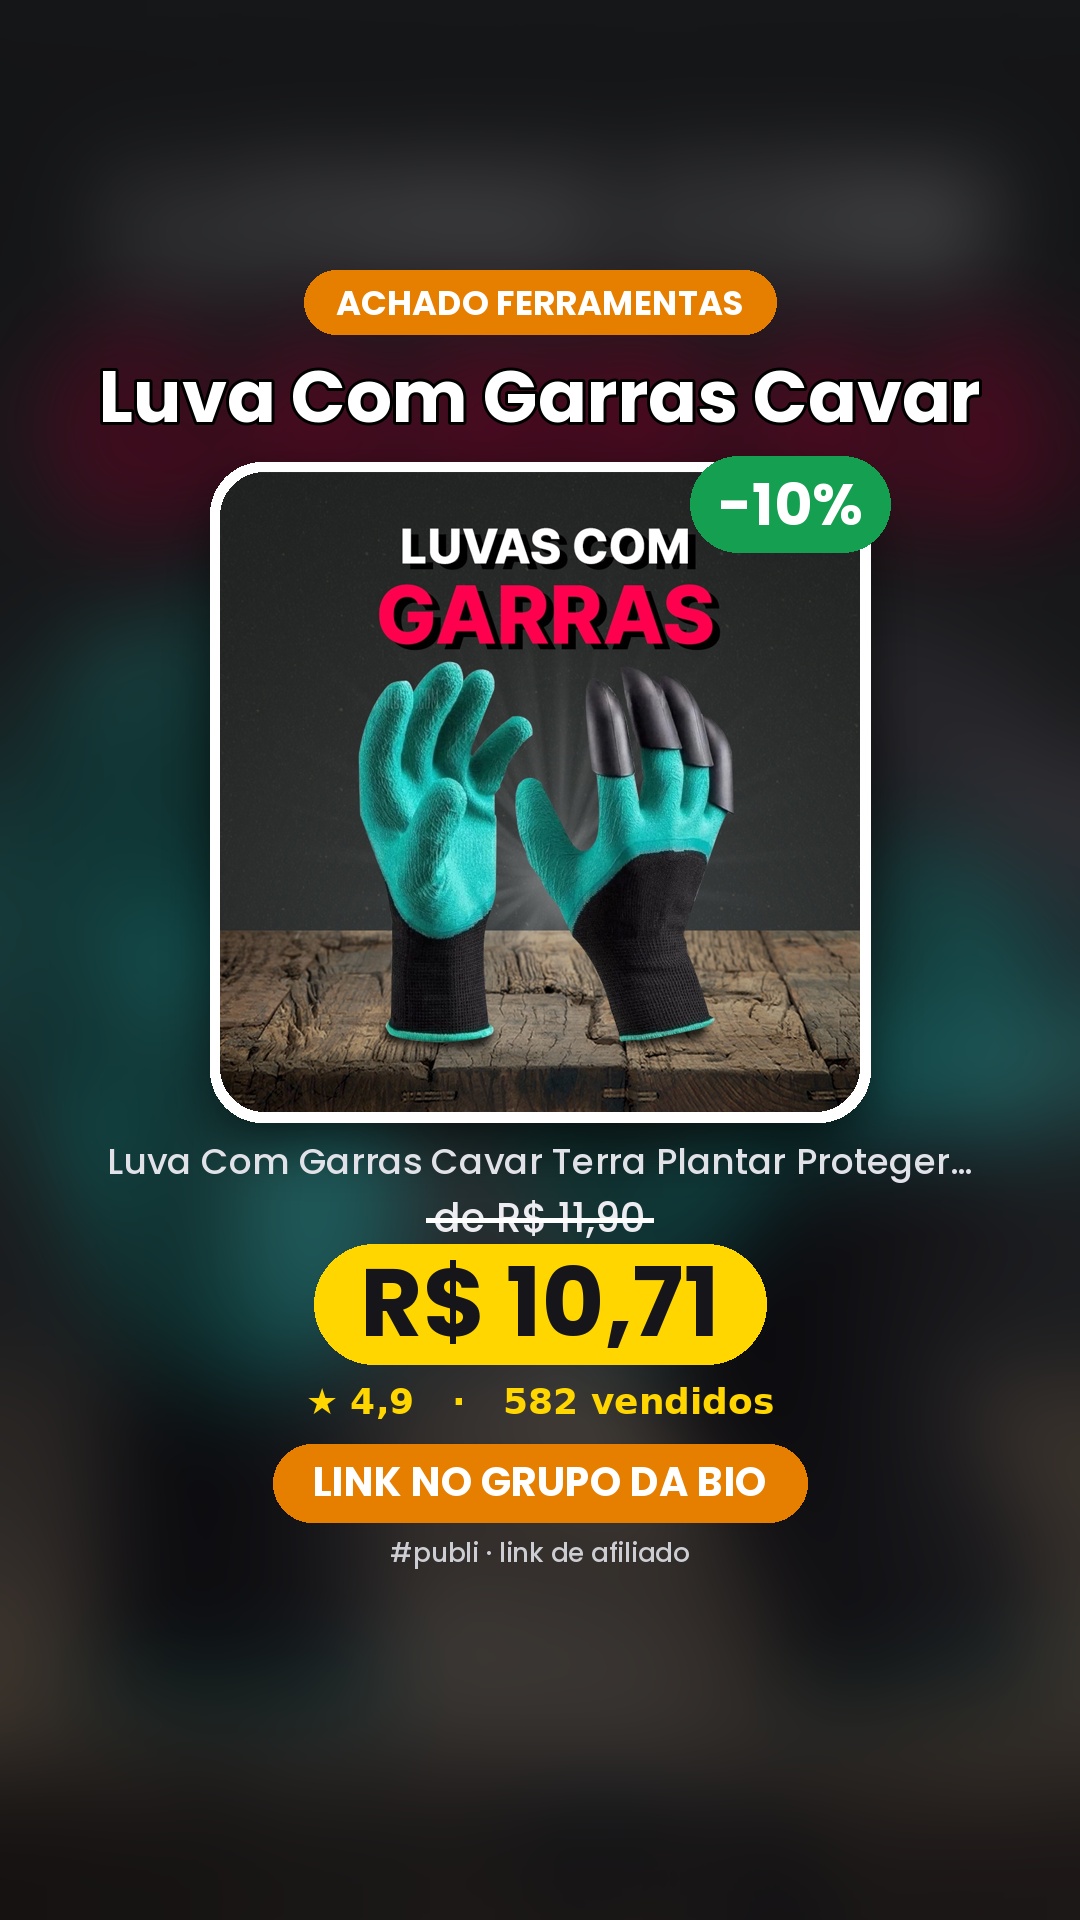 ACHADO FERRAMENTAS
Luva Com Garras Cavar
-10%
LUVAS COM
GARRAS
Luva Com Garras Cavar Terra Plantar Proteger...
de R$ 11,90
R$ 10,71
★ 4,9 · 582 vendidos
LINK NO GRUPO DA BIO
#publi · link de afiliado